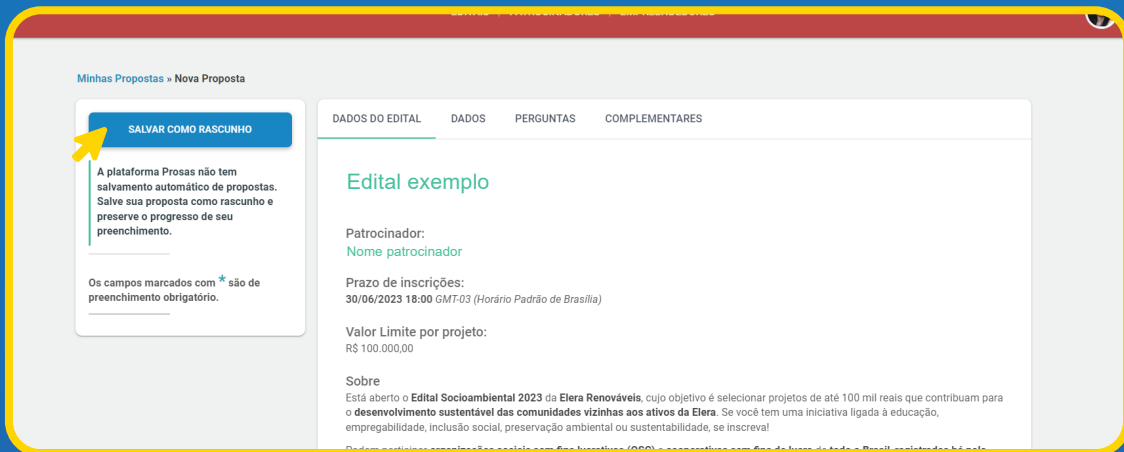 EDITAIS | PATROCINADORES | EMPREENDEDORES
Minhas Propostas » Nova Proposta
SALVAR COMO RASCUNHO
A plataforma Prosas não tem
salvamento automático de propostas.
Salve sua proposta como rascunho e
preserve o progresso de seu
preenchimento.
Os campos marcados com * são de
preenchimento obrigatório.
DADOS DO EDITAL DADOS PERGUNTAS COMPLEMENTARES
Edital exemplo
Patrocinador:
Nome patrocinador
Prazo de inscrições:
30/06/2023 18:00 GMT-03 (Horário Padrão de Brasília)
Valor Limite por projeto:
R$ 100.000,00
Sobre
Está aberto o Edital Socioambiental 2023 da Elera Renováveis, cujo objetivo é selecionar projetos de até 100 mil reais que contribuam para
o desenvolvimento sustentável das comunidades vizinhas aos ativos da Elera. Se você tem uma iniciativa ligada à educação,
empregabilidade, inclusão social, preservação ambiental ou sustentabilidade, se inscreva!